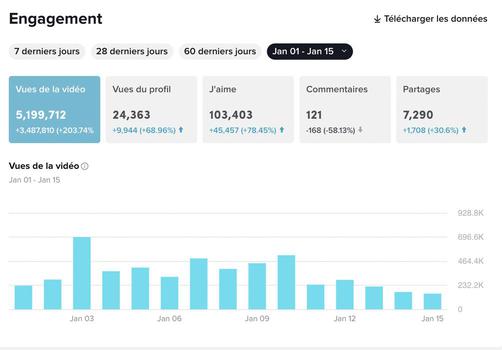 Engagement
Télécharger les données
7 derniers jours
28 derniers jours
60 derniers jours
Jan 01 - Jan 15
Vues de la vidéo
5,199,712
+3,487,810 (+203.74%
Vues du profil
24,363
+9,944 (+68.96%)
J'aime
103,403
+45,457 (+78.45%)
Commentaires
121
-168 (-58.13%)
Partages
7,290
+1,708 (+30.6%)
Vues de la vidéo
Jan 01 - Jan 15
928.8K
696.6K
464.4K
232.2K
0
Jan 03
Jan 06
Jan 09
Jan 12
Jan 15